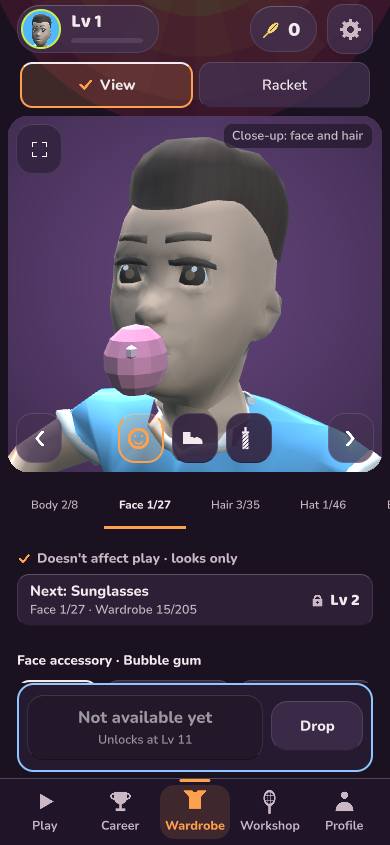 Lv 1
0
View
Racket
Close-up: face and hair
Body 2/8
Face 1/27
Hair 3/35
Hat 1/46
Doesn't affect play · looks only
Next: Sunglasses
Face 1/27 · Wardrobe 15/205
Lv 2
Face accessory · Bubble gum
Not available yet
Unlocks at Lv 11
Drop
Play
Career
Wardrobe
Workshop
Profile